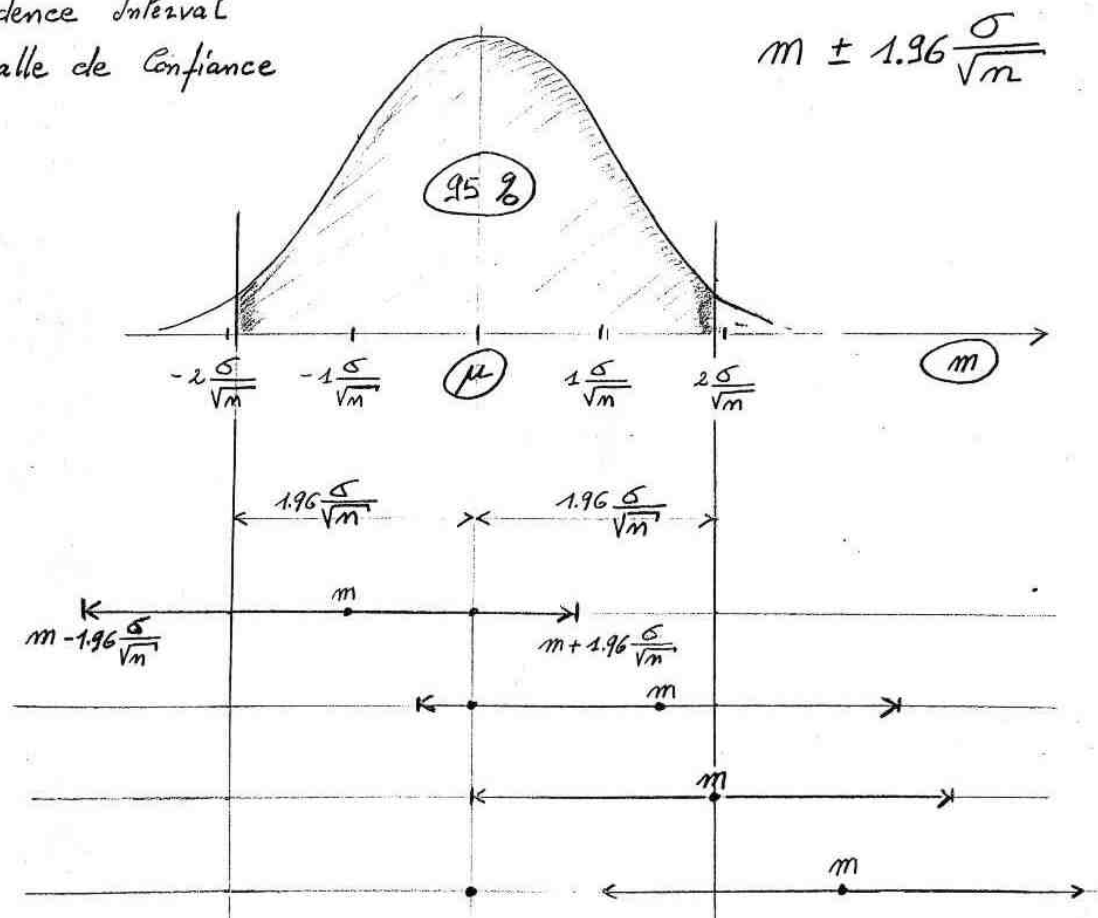 dence Interval
alle de Confiance
m ± 1.96 σ/√n
95 %
-2 σ/√n -1 σ/√n μ 1 σ/√n 2 σ/√n m
1.96 σ/√n 1.96 σ/√n
m
m - 1.96 σ/√n m + 1.96 σ/√n
m
m
m